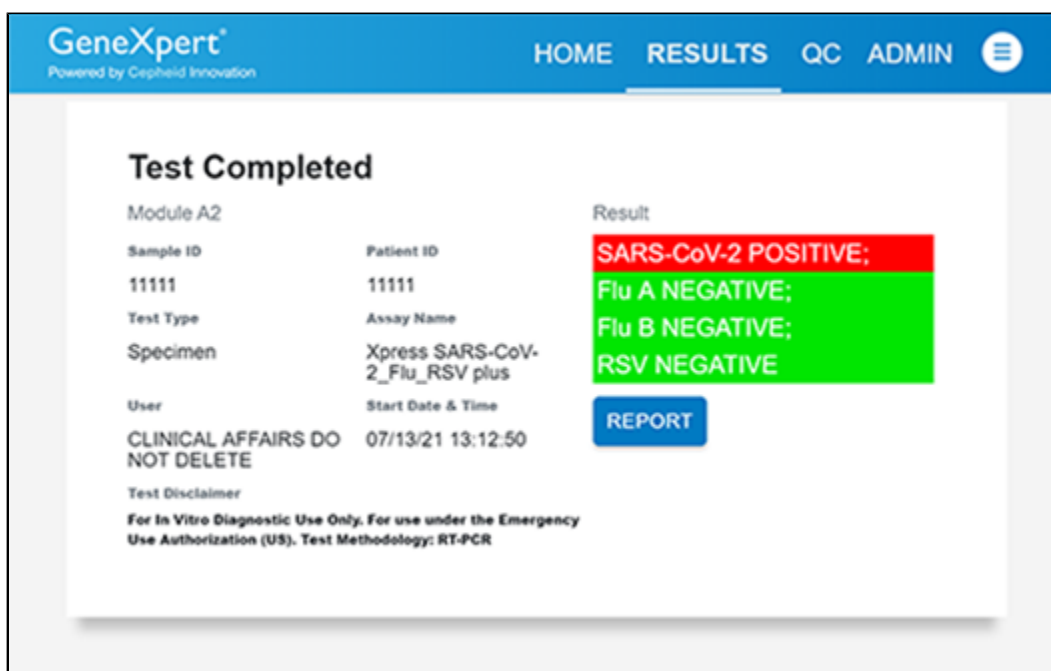 GeneXpert®
Powered by Cepheid Innovation
HOME RESULTS QC ADMIN
Test Completed
Module A2
Sample ID
Patient ID
11111
11111
Test Type
Assay Name
Specimen
Xpress SARS-CoV-
2_Flu_RSV plus
User
Start Date & Time
CLINICAL AFFAIRS DO
NOT DELETE
07/13/21 13:12:50
Test Disclaimer
For In Vitro Diagnostic Use Only. For use under the Emergency
Use Authorization (US). Test Methodology: RT-PCR
Result
SARS-CoV-2 POSITIVE;
Flu A NEGATIVE;
Flu B NEGATIVE;
RSV NEGATIVE
REPORT